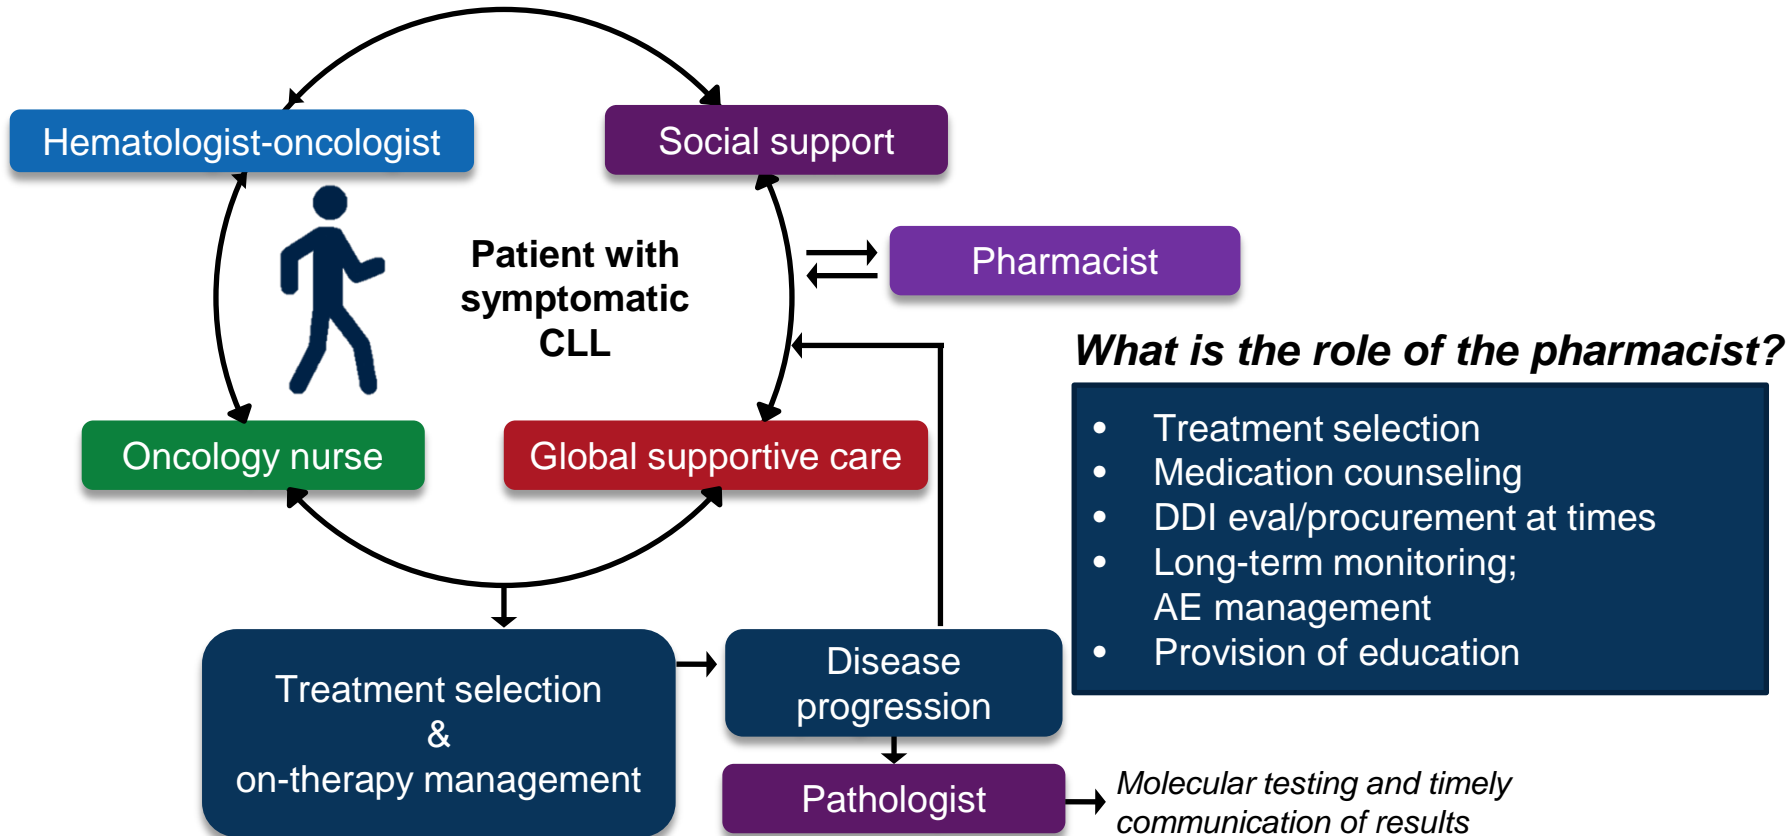 Hematologist-oncologist
Social support
Patient with
symptomatic
CLL
Pharmacist
Oncology nurse
Global supportive care
What is the role of the pharmacist?
• Treatment selection
• Medication counseling
• DDI eval/procurement at times
• Long-term monitoring;
AE management
• Provision of education
Treatment selection
&
on-therapy management
Disease
progression
Pathologist
Molecular testing and timely
communication of results